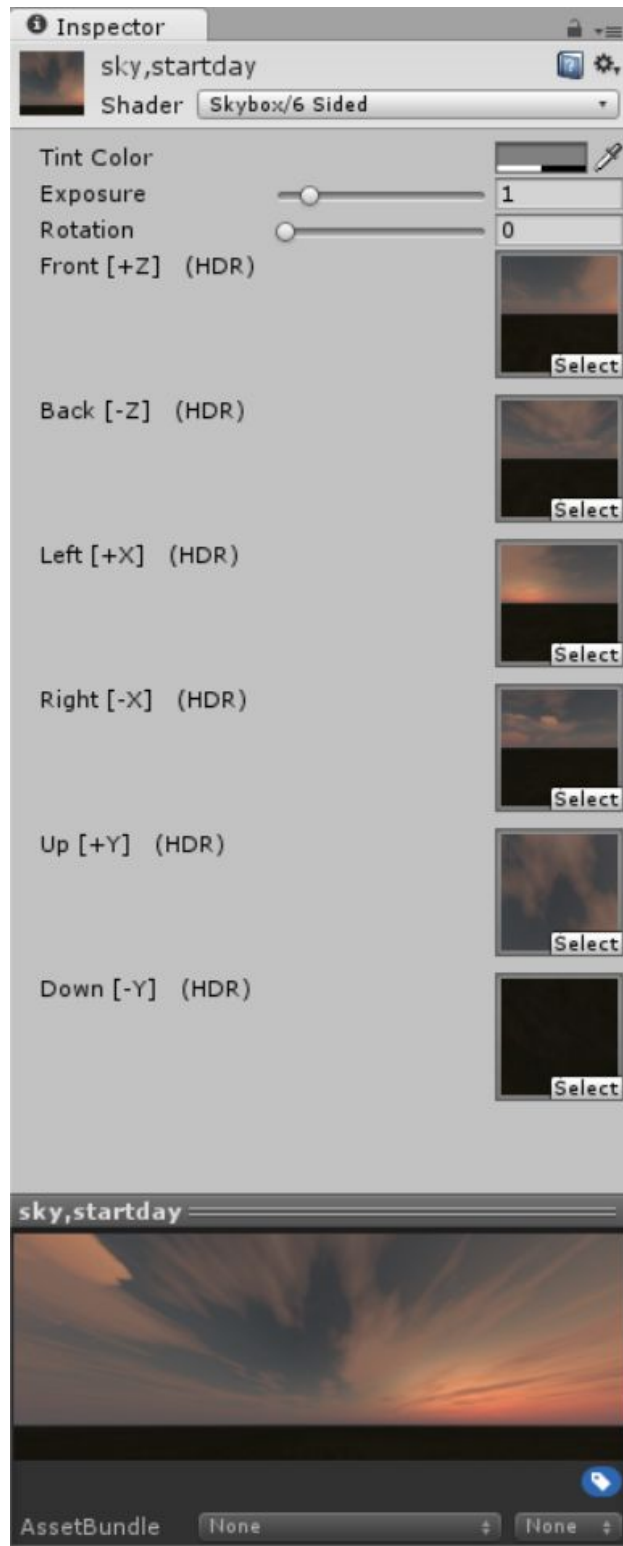 Inspector
sky,startday
Shader Skybox/6 Sided
Tint Color
Exposure 1
Rotation 0
Front [+Z] (HDR)
Select
Back [-Z] (HDR)
Select
Left [+X] (HDR)
Select
Right [-X] (HDR)
Select
Up [+Y] (HDR)
Select
Down [-Y] (HDR)
Select
sky,startday
AssetBundle None None